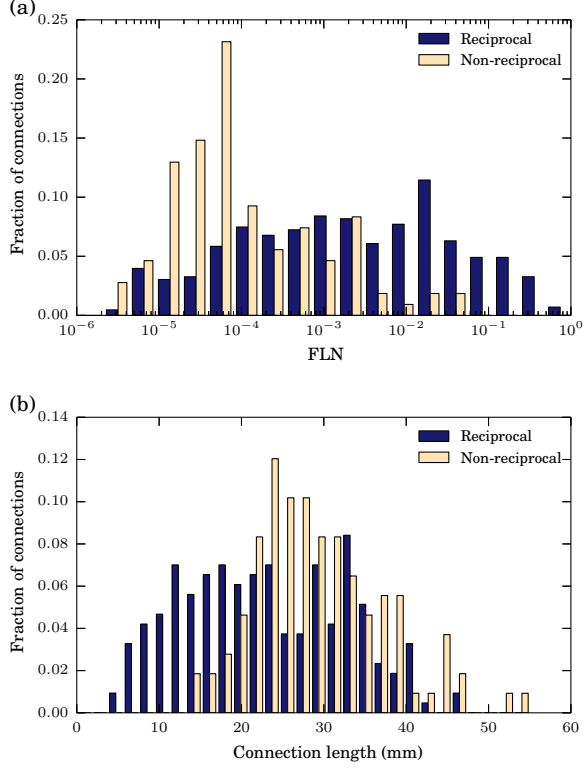 (a)
0.25
0.20
0.15
0.10
0.05
0.00
Fraction of connections
Reciprocal
Non-reciprocal
10⁻⁶ 10⁻⁵ 10⁻⁴ 10⁻³ 10⁻² 10⁻¹ 10⁰
FLN
(b)
0.14
0.12
0.10
0.08
0.06
0.04
0.02
0.00
Fraction of connections
Reciprocal
Non-reciprocal
0 10 20 30 40 50 60
Connection length (mm)